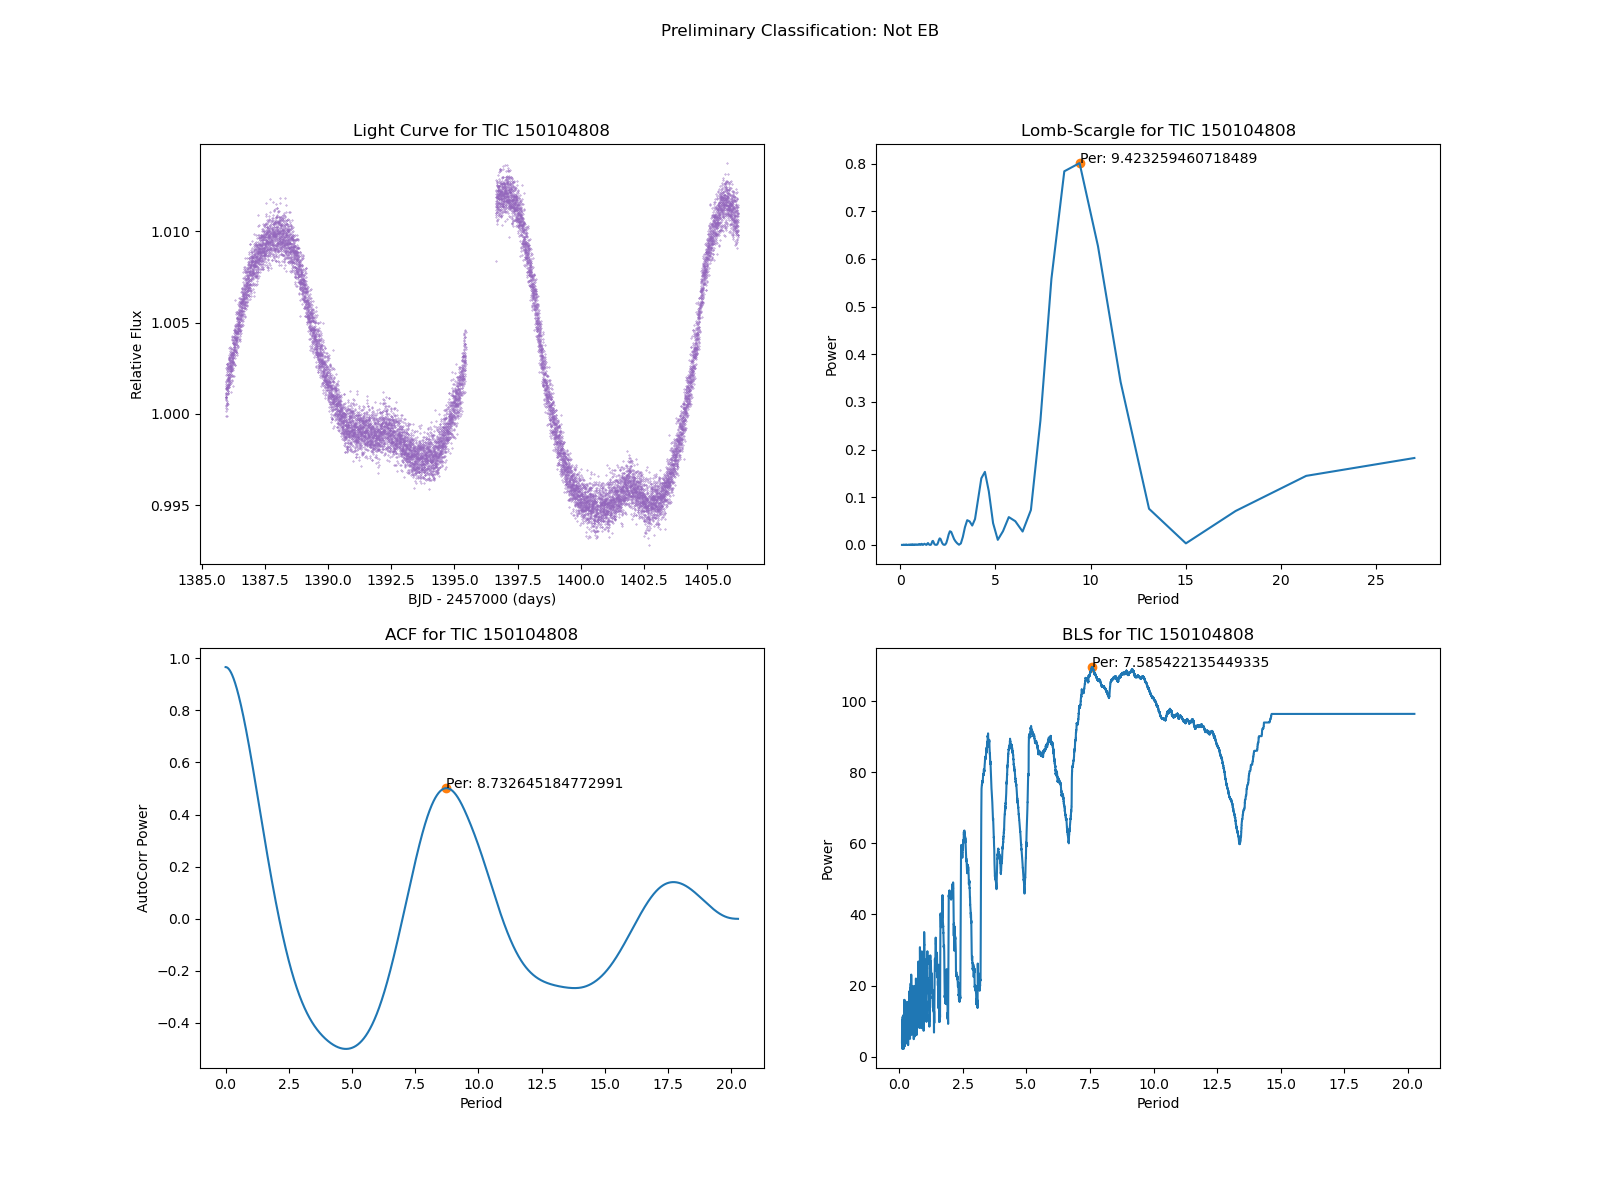 Preliminary Classification: Not EB
Light Curve for TIC 150104808
Relative Flux
1.010
1.005
1.000
0.995
1385.0 1387.5 1390.0 1392.5 1395.0 1397.5 1400.0 1402.5 1405.0
BJD - 2457000 (days)
Lomb-Scargle for TIC 150104808
Per: 9.423259460718489
Power
0.8
0.7
0.6
0.5
0.4
0.3
0.2
0.1
0.0
0 5 10 15 20 25
Period
ACF for TIC 150104808
Per: 8.732645184772991
AutoCorr Power
1.0
0.8
0.6
0.4
0.2
0.0
−0.2
−0.4
0.0 2.5 5.0 7.5 10.0 12.5 15.0 17.5 20.0
Period
BLS for TIC 150104808
Per: 7.585422135449335
Power
100
80
60
40
20
0
0.0 2.5 5.0 7.5 10.0 12.5 15.0 17.5 20.0
Period